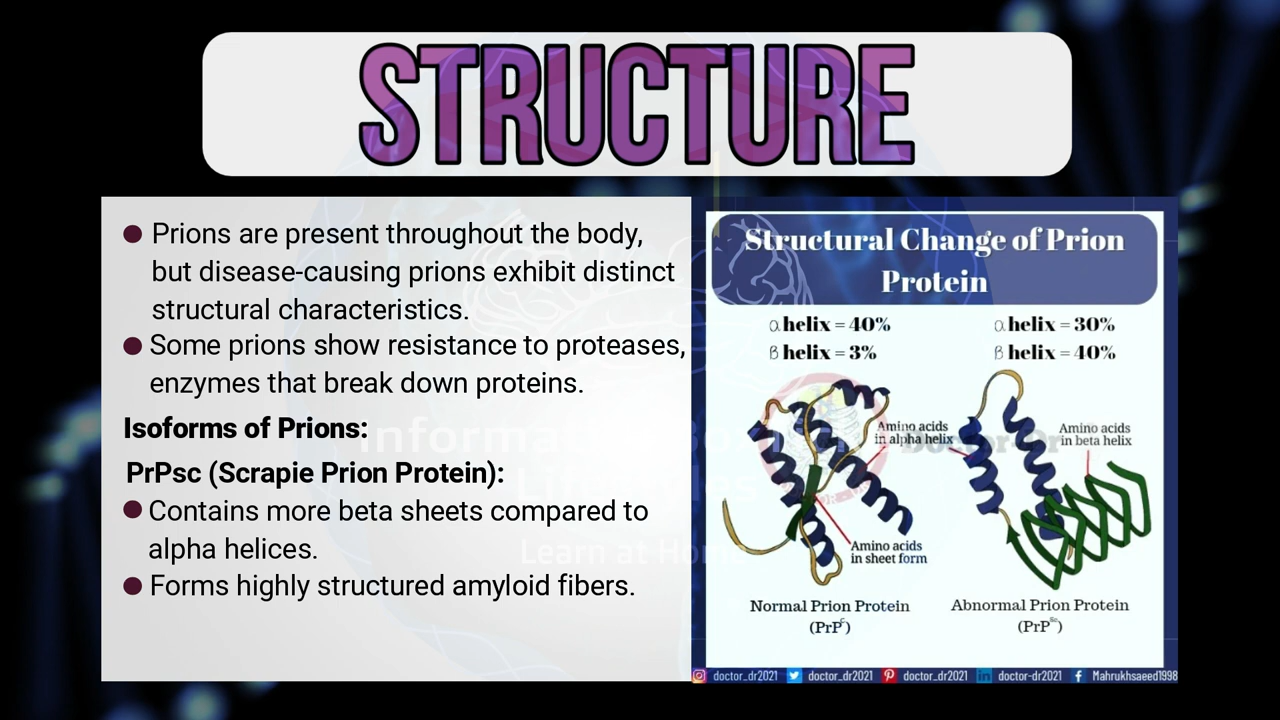 STRUCTURE
Prions are present throughout the body,
but disease-causing prions exhibit distinct
structural characteristics.
Some prions show resistance to proteases,
enzymes that break down proteins.
Isoforms of Prions:
PrPsc (Scrapie Prion Protein):
Contains more beta sheets compared to
alpha helices.
Forms highly structured amyloid fibers.
Structural Change of Prion
Protein
α helix = 40%
β helix = 3%
α helix = 30%
β helix = 40%
Amino acids
in alpha helix
Amino acids
in beta helix
Amino acids
in sheet form
Normal Prion Protein
(PrPᶜ)
Abnormal Prion Protein
(PrPˢᶜ)
doctor_dr2021 doctor_dr2021 doctor_dr2021 doctor-dr2021 Mahrukhsaeed1998
Learn at Home